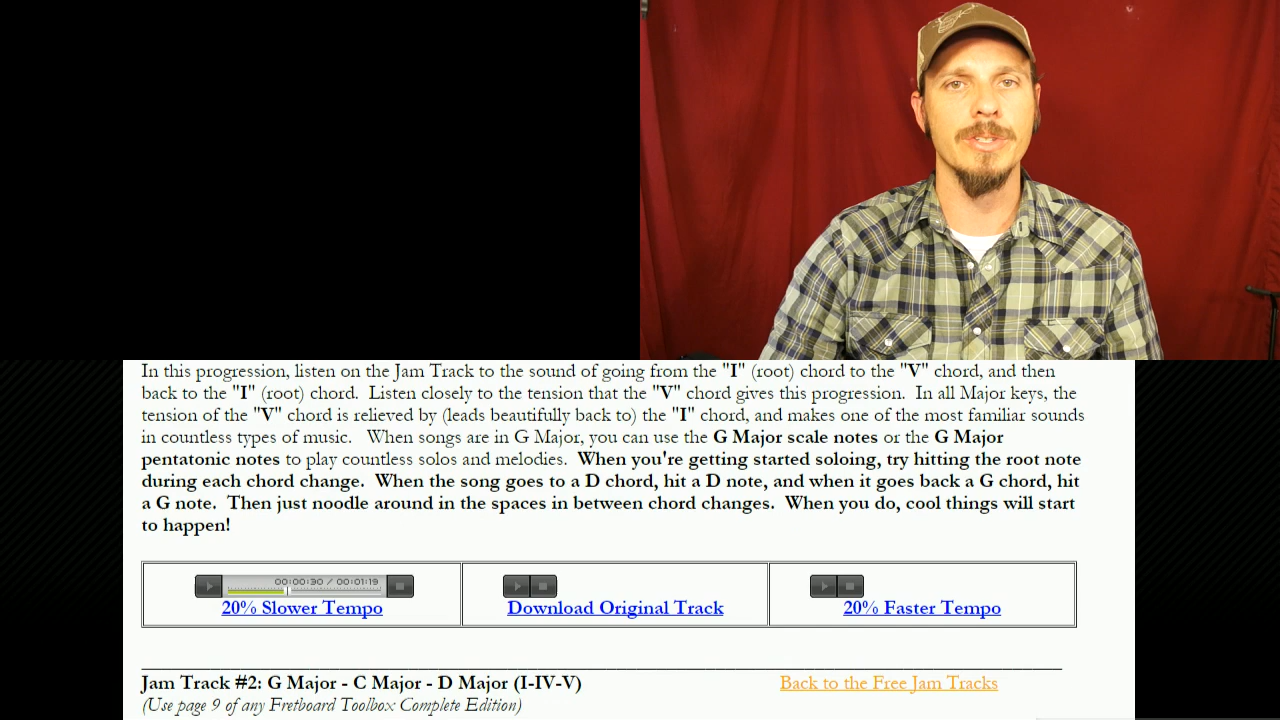 In this progression, listen on the Jam Track to the sound of going from the "I" (root) chord to the "V" chord, and then
back to the "I" (root) chord. Listen closely to the tension that the "V" chord gives this progression. In all Major keys, the
tension of the "V" chord is relieved by (leads beautifully back to) the "I" chord, and makes one of the most familiar sounds
in countless types of music. When songs are in G Major, you can use the G Major scale notes or the G Major
pentatonic notes to play countless solos and melodies. When you're getting started soloing, try hitting the root note
during each chord change. When the song goes to a D chord, hit a D note, and when it goes back a G chord, hit
a G note. Then just noodle around in the spaces in between chord changes. When you do, cool things will start
to happen!
00:00:30 / 00:01:19
20% Slower Tempo
Download Original Track
20% Faster Tempo
Jam Track #2: G Major - C Major - D Major (I-IV-V)
Back to the Free Jam Tracks
(Use page 9 of any Fretboard Toolbox Complete Edition)